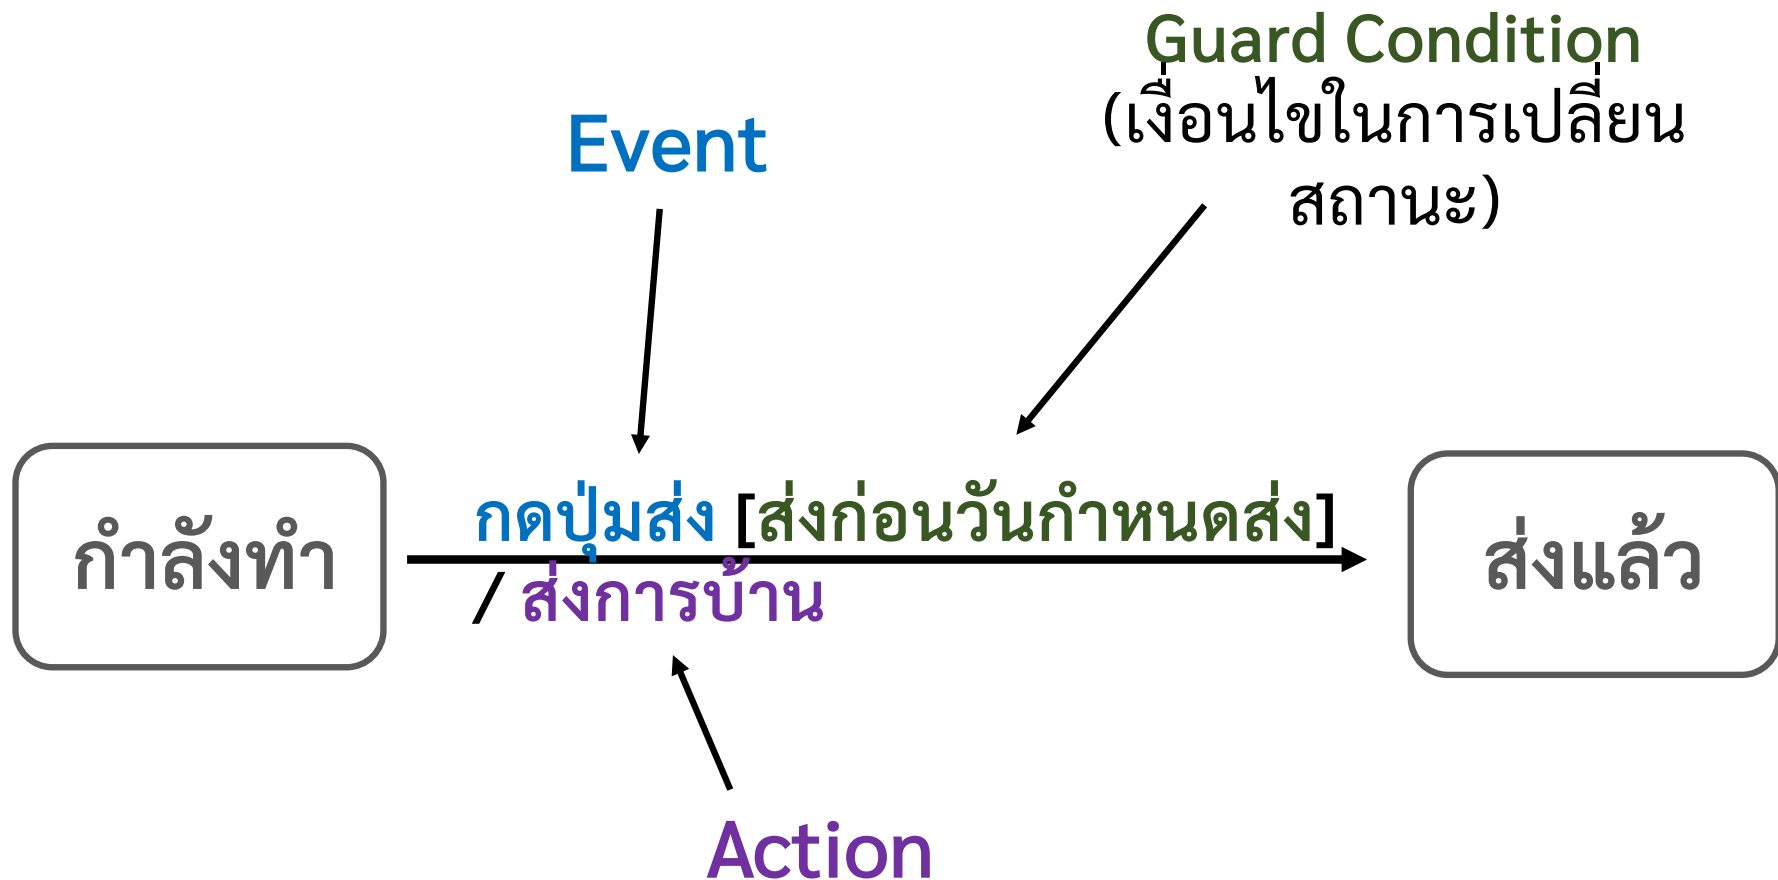 Guard Condition
(เงื่อนไขในการเปลี่ยน
สถานะ)
Event
กำลังทำ
กดปุ่มส่ง [ส่งก่อนวันกำหนดส่ง]
/ ส่งการบ้าน
ส่งแล้ว
Action